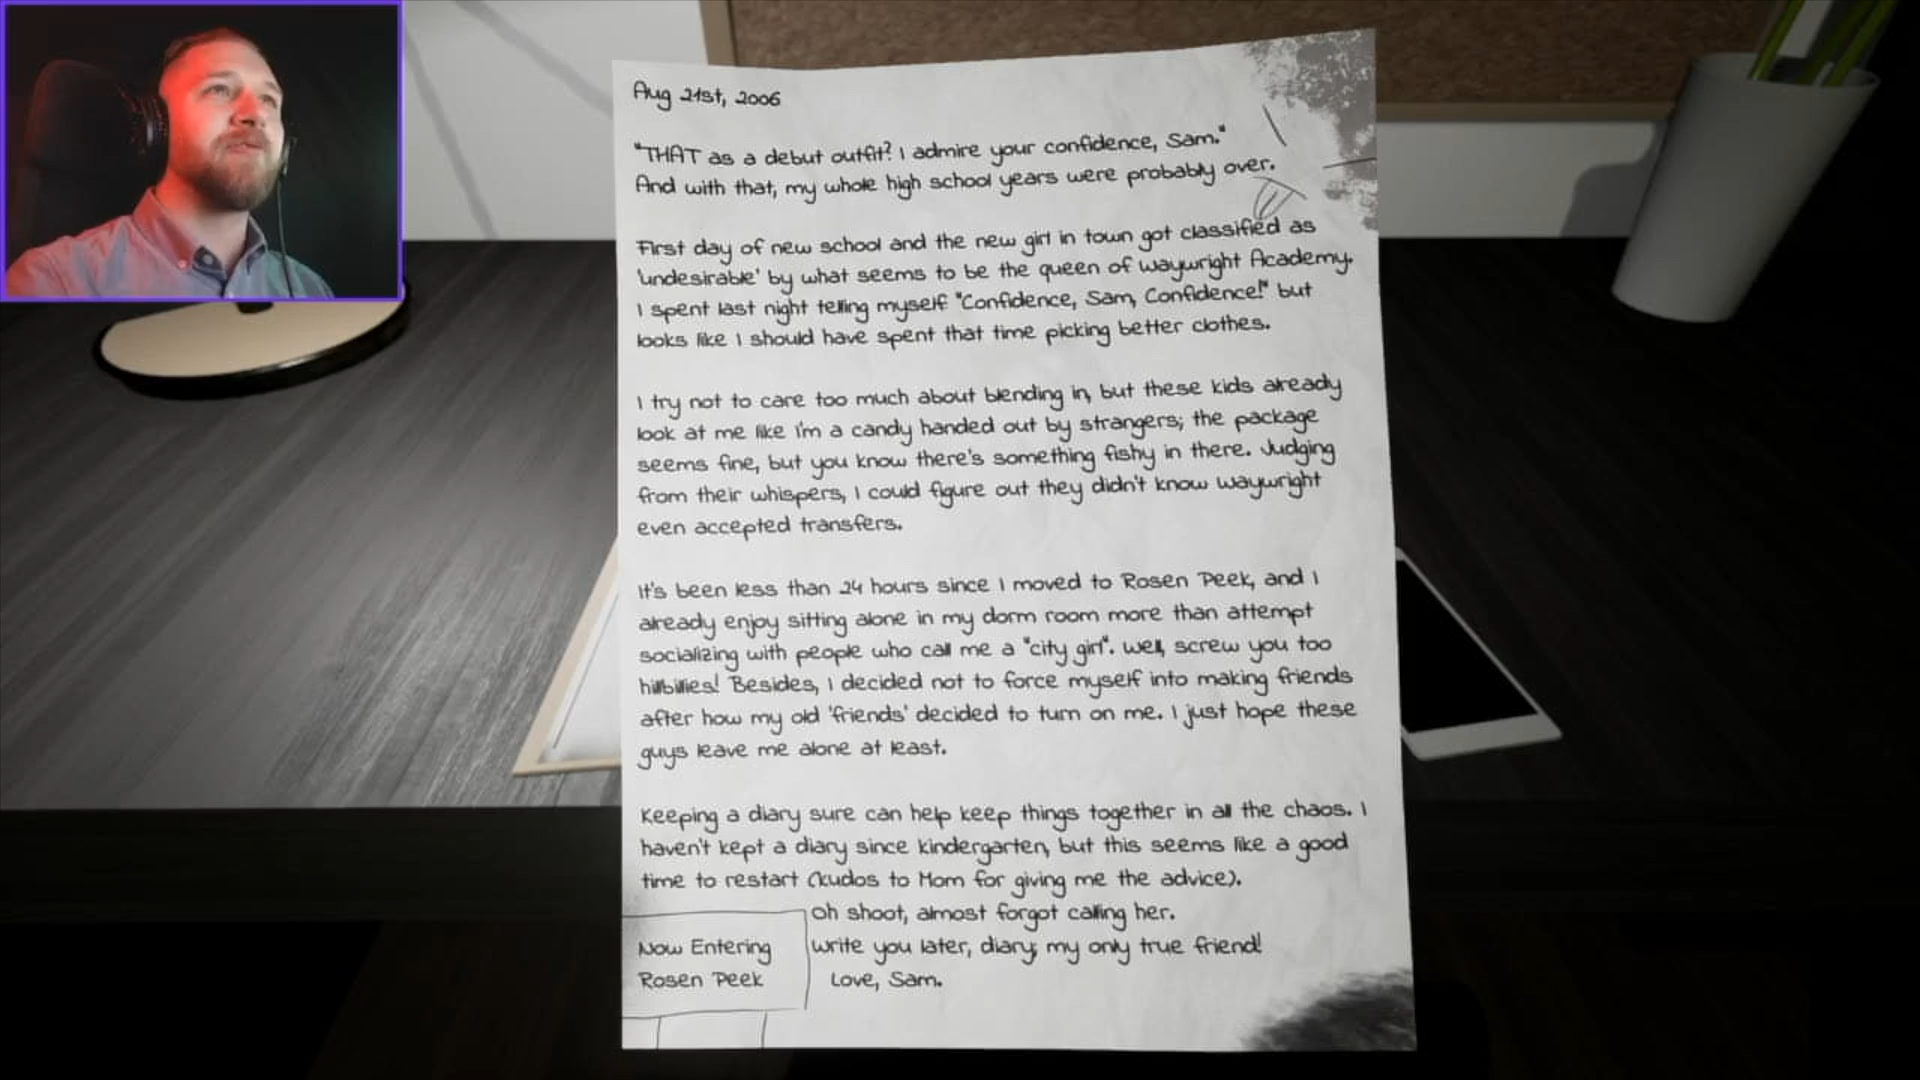 Aug 21st, 2006
"THAT as a debut outfit? I admire your confidence, Sam."
And with that, my whole high school years were probably over.
First day of new school and the new girl in town got classified as
'undesirable' by what seems to be the queen of Waywright Academy.
I spent last night telling myself "Confidence, Sam, Confidence!" but
looks like I should have spent that time picking better clothes.
I try not to care too much about blending in, but these kids already
look at me like I'm a candy handed out by strangers; the package
seems fine, but you know there's something fishy in there. Judging
from their whispers, I could figure out they didn't know Waywright
even accepted transfers.
It's been less than 24 hours since I moved to Rosen Peek, and I
already enjoy sitting alone in my dorm room more than attempt
socializing with people who call me a "city girl". Well, screw you too
hillbillies! Besides, I decided not to force myself into making friends
after how my old 'friends' decided to turn on me. I just hope these
guys leave me alone at least.
Keeping a diary sure can help keep things together in all the chaos. I
haven't kept a diary since kindergarten, but this seems like a good
time to restart (kudos to Mom for giving me the advice).
Oh shoot, almost forgot calling her.
Write you later, diary, my only true friend!
Love, Sam.
Now Entering
Rosen Peek